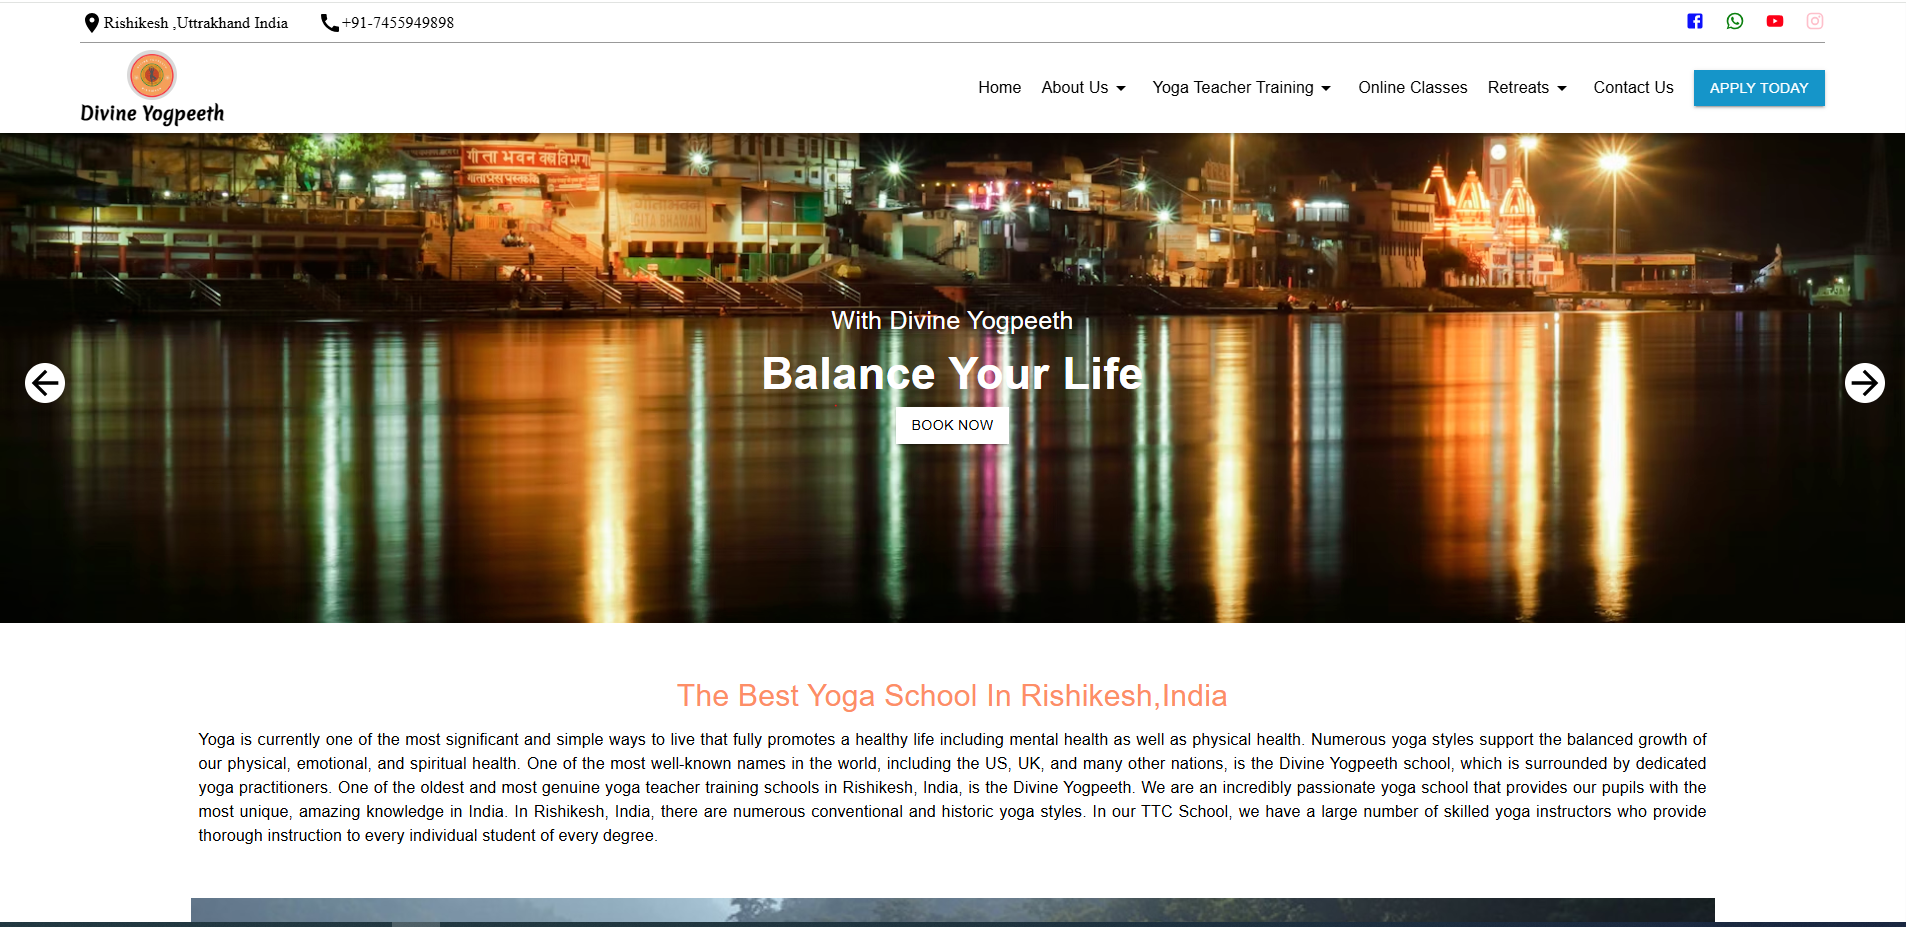 Rishikesh ,Uttrakhand India
+91-7455949898
Divine Yogpeeth
Home
About Us
Yoga Teacher Training
Online Classes
Retreats
Contact Us
APPLY TODAY
गीता भवन वस्त्र विभाग
GITA BHAWAN
With Divine Yogpeeth
Balance Your Life
BOOK NOW
The Best Yoga School In Rishikesh,India
Yoga is currently one of the most significant and simple ways to live that fully promotes a healthy life including mental health as well as physical health. Numerous yoga styles support the balanced growth of
our physical, emotional, and spiritual health. One of the most well-known names in the world, including the US, UK, and many other nations, is the Divine Yogpeeth school, which is surrounded by dedicated
yoga practitioners. One of the oldest and most genuine yoga teacher training schools in Rishikesh, India, is the Divine Yogpeeth. We are an incredibly passionate yoga school that provides our pupils with the
most unique, amazing knowledge in India. In Rishikesh, India, there are numerous conventional and historic yoga styles. In our TTC School, we have a large number of skilled yoga instructors who provide
thorough instruction to every individual student of every degree.